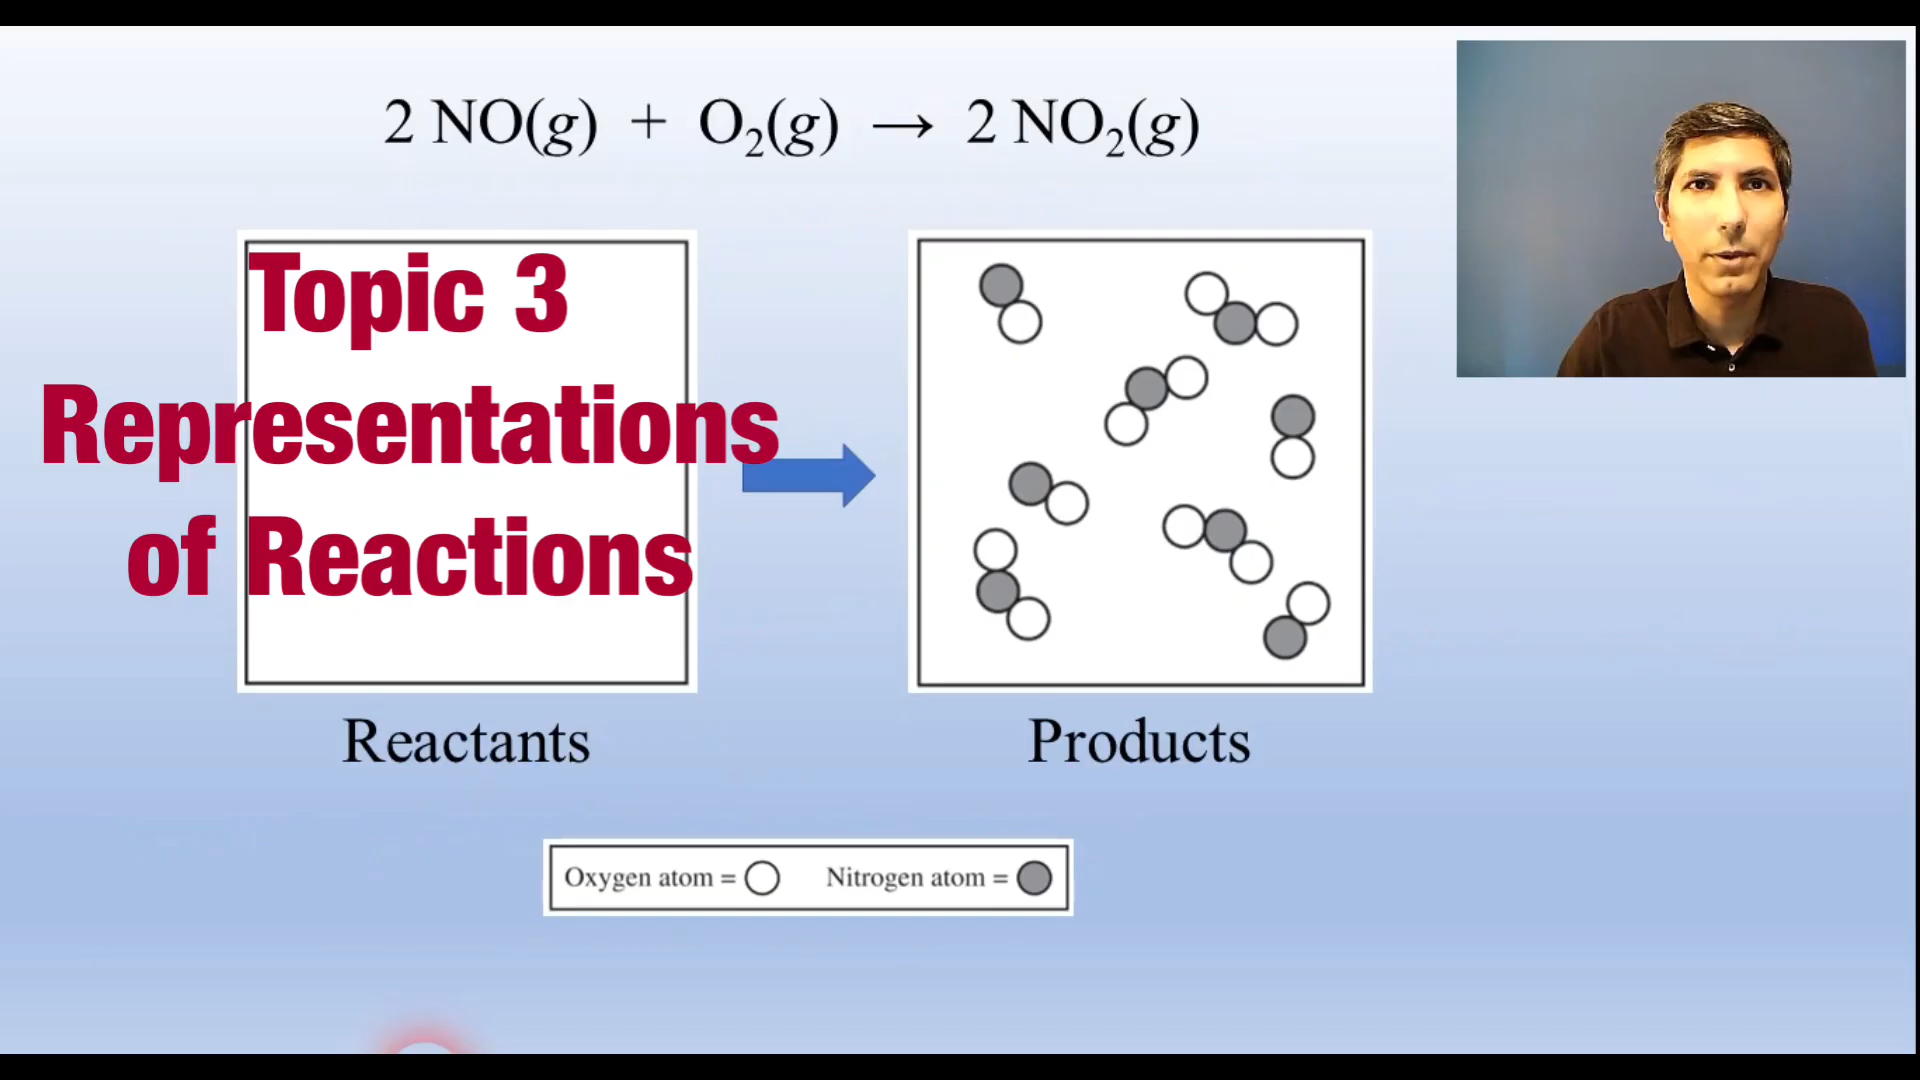 2 NO(g) + O₂(g) → 2 NO₂(g)
Topic 3
Representations
of Reactions
Reactants
Products
Oxygen atom = Nitrogen atom =